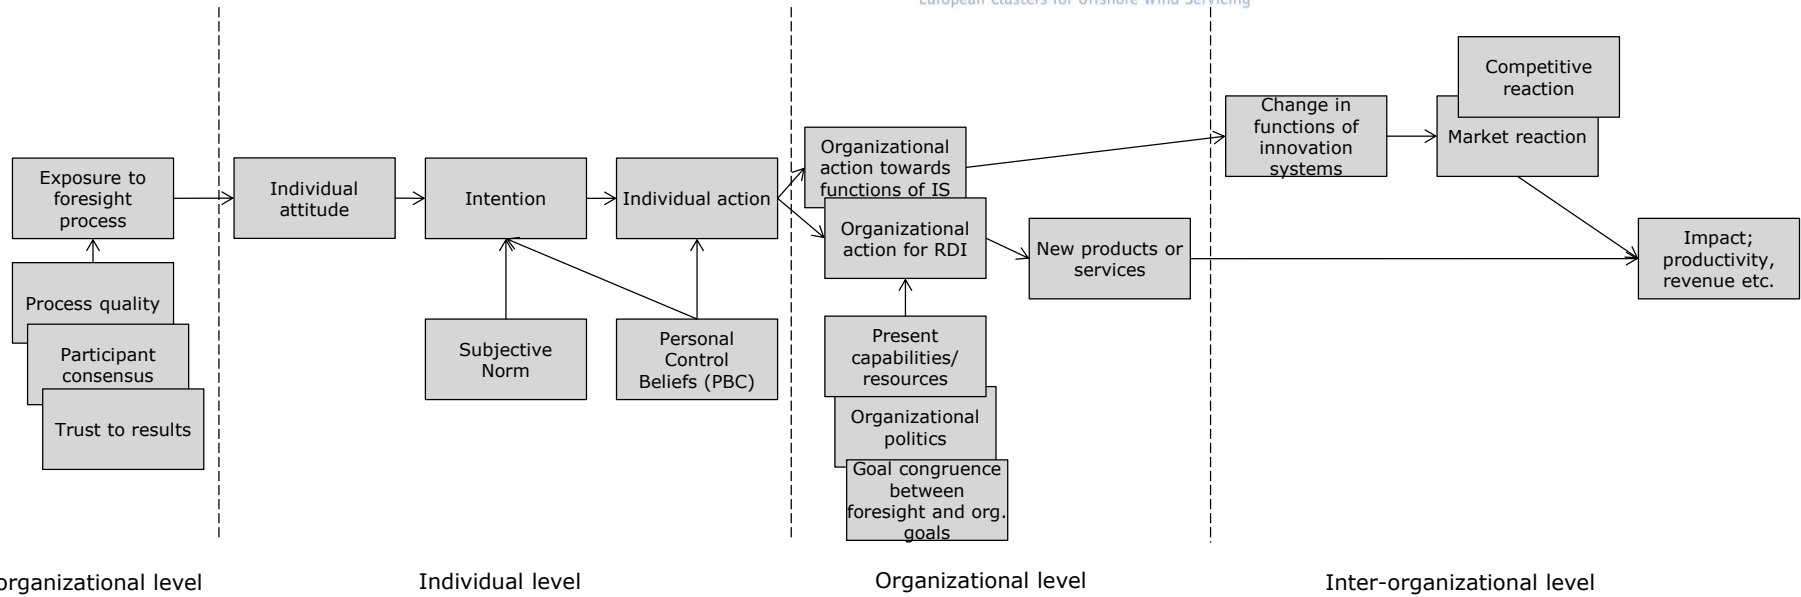 European Clusters for Offshore Wind Servicing
Exposure to
foresight
process
Process quality
Participant
consensus
Trust to results
Individual
attitude
Intention
Individual action
Subjective
Norm
Personal
Control
Beliefs (PBC)
Organizational
action towards
functions of IS
Organizational
action for RDI
New products or
services
Present
capabilities/
resources
Organizational
politics
Goal congruence
between
foresight and org.
goals
Change in
functions of
innovation
systems
Competitive
reaction
Market reaction
Impact;
productivity,
revenue etc.
organizational level
Individual level
Organizational level
Inter-organizational level